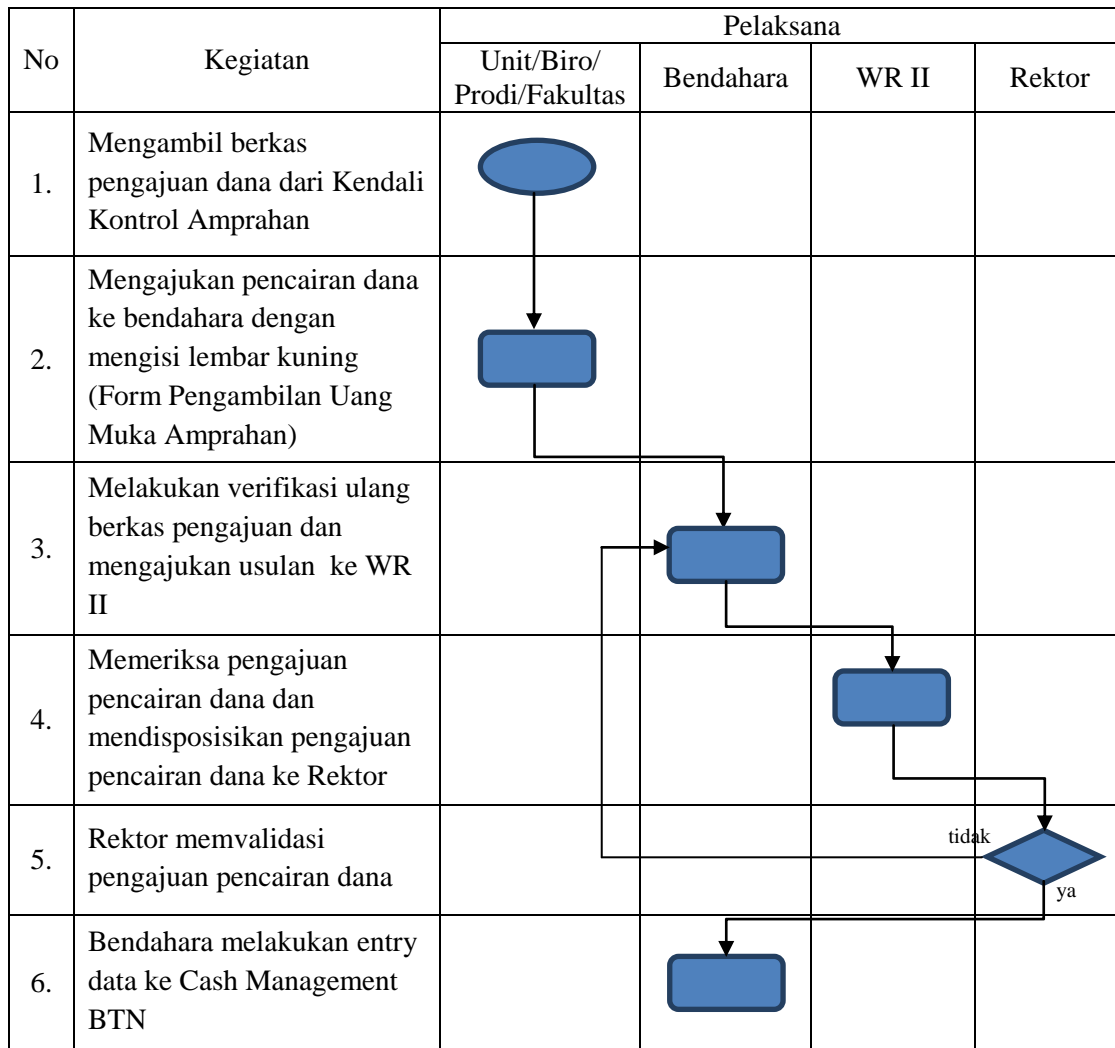 No
Kegiatan
Pelaksana
Unit/Biro/
Prodi/Fakultas
Bendahara
WR II
Rektor
1.
Mengambil berkas
pengajuan dana dari Kendali
Kontrol Amprahan
2.
Mengajukan pencairan dana
ke bendahara dengan
mengisi lembar kuning
(Form Pengambilan Uang
Muka Amprahan)
3.
Melakukan verifikasi ulang
berkas pengajuan dan
mengajukan usulan ke WR
II
4.
Memeriksa pengajuan
pencairan dana dan
mendisposisikan pengajuan
pencairan dana ke Rektor
5.
Rektor memvalidasi
pengajuan pencairan dana
tidak
ya
6.
Bendahara melakukan entry
data ke Cash Management
BTN